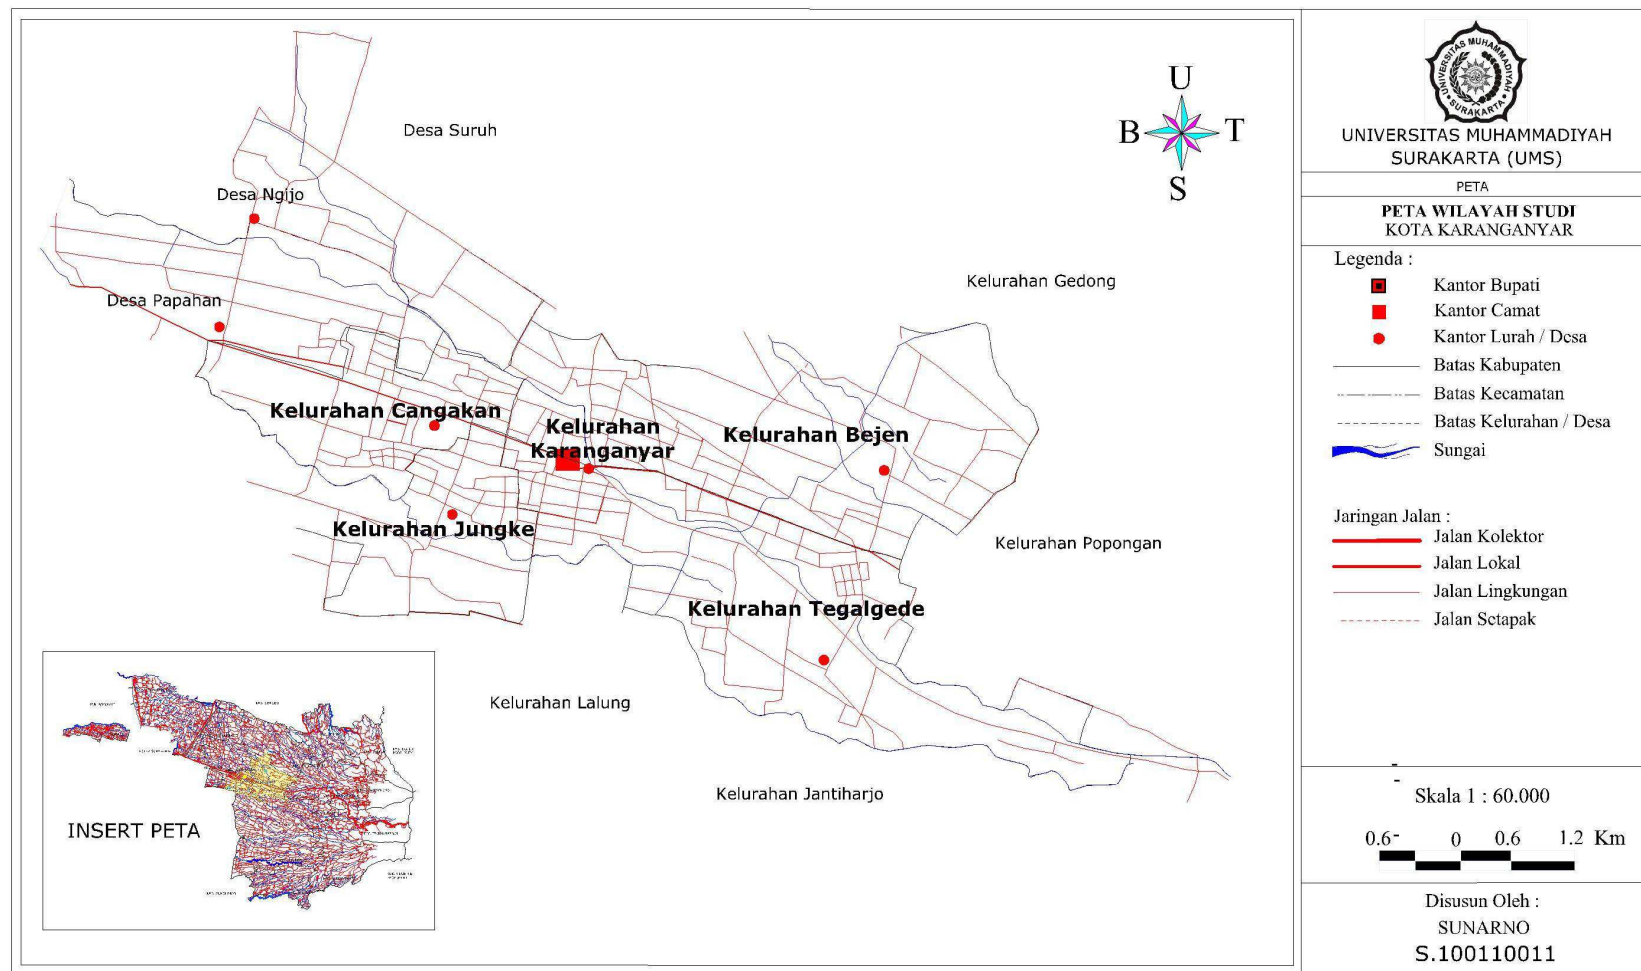 U
B
T
S
Desa Suruh
Desa Ngijo
Kelurahan Gedong
Desa Papahan
Kelurahan Cangakan
Kelurahan
Karanganyar
Kelurahan Bejen
Kelurahan Jungke
Kelurahan Popongan
Kelurahan Tegalgede
Kelurahan Lalung
Kelurahan Jantiharjo
INSERT PETA
UNIVERSITAS MUHAMMADIYAH
SURAKARTA
UNIVERSITAS MUHAMMADIYAH
SURAKARTA (UMS)
PETA
PETA WILAYAH STUDI
KOTA KARANGANYAR
Legenda :
Kantor Bupati
Kantor Camat
Kantor Lurah / Desa
Batas Kabupaten
Batas Kecamatan
Batas Kelurahan / Desa
Sungai
Jaringan Jalan :
Jalan Kolektor
Jalan Lokal
Jalan Lingkungan
Jalan Setapak
Skala 1 : 60.000
0.6 0 0.6 1.2 Km
Disusun Oleh :
SUNARNO
S.100110011